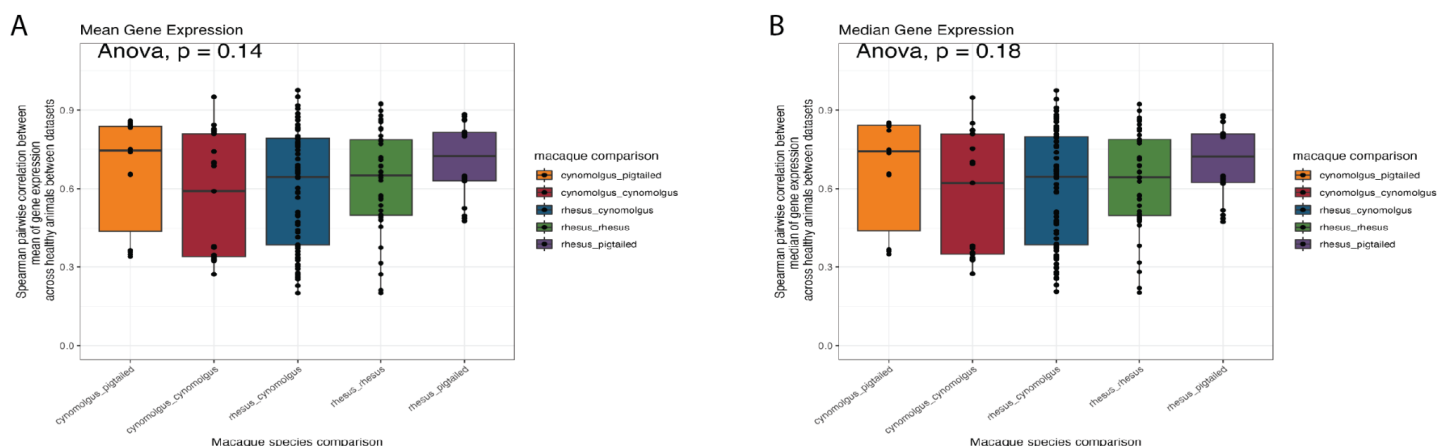 A
Mean Gene Expression
Anova, p = 0.14
Spearman pairwise correlation between
mean of gene expression
across healthy animals between datasets
0.9
0.6
0.3
0.0
cynomolgus_pigtailed
cynomolgus_cynomolgus
rhesus_cynomolgus
rhesus_rhesus
rhesus_pigtailed
Macaque species comparison
macaque comparison
cynomolgus_pigtailed
cynomolgus_cynomolgus
rhesus_cynomolgus
rhesus_rhesus
rhesus_pigtailed
B
Median Gene Expression
Anova, p = 0.18
Spearman pairwise correlation between
median of gene expression
across healthy animals between datasets
0.9
0.6
0.3
0.0
cynomolgus_pigtailed
cynomolgus_cynomolgus
rhesus_cynomolgus
rhesus_rhesus
rhesus_pigtailed
Macaque species comparison
macaque comparison
cynomolgus_pigtailed
cynomolgus_cynomolgus
rhesus_cynomolgus
rhesus_rhesus
rhesus_pigtailed